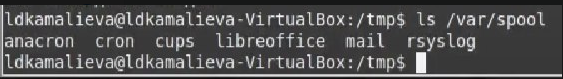 ldkamalieva@ldkamalieva-VirtualBox:/tmp$ ls /var/spool
anacron cron cups libreoffice mail rsyslog
ldkamalieva@ldkamalieva-VirtualBox:/tmp$